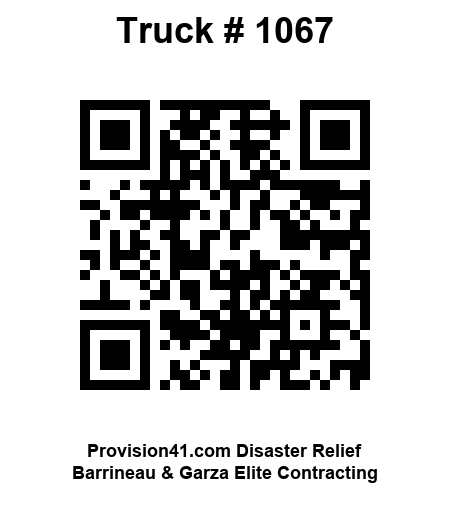 Truck # 1067
Provision41.com Disaster Relief
Barrineau & Garza Elite Contracting